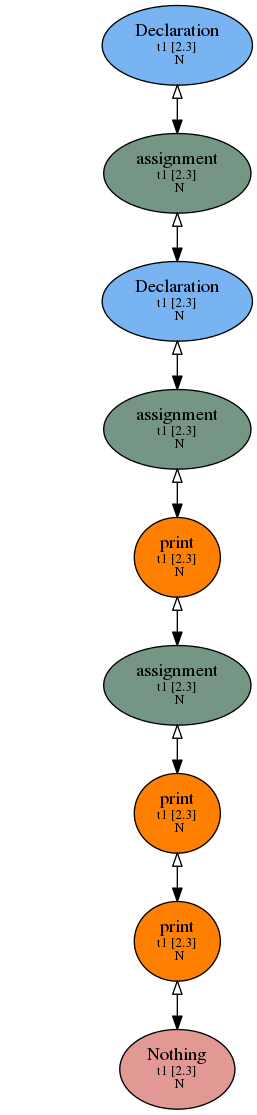 Declaration
t1 [2.3]
N
assignment
t1 [2.3]
N
Declaration
t1 [2.3]
N
assignment
t1 [2.3]
N
print
t1 [2.3]
N
assignment
t1 [2.3]
N
print
t1 [2.3]
N
print
t1 [2.3]
N
Nothing
t1 [2.3]
N